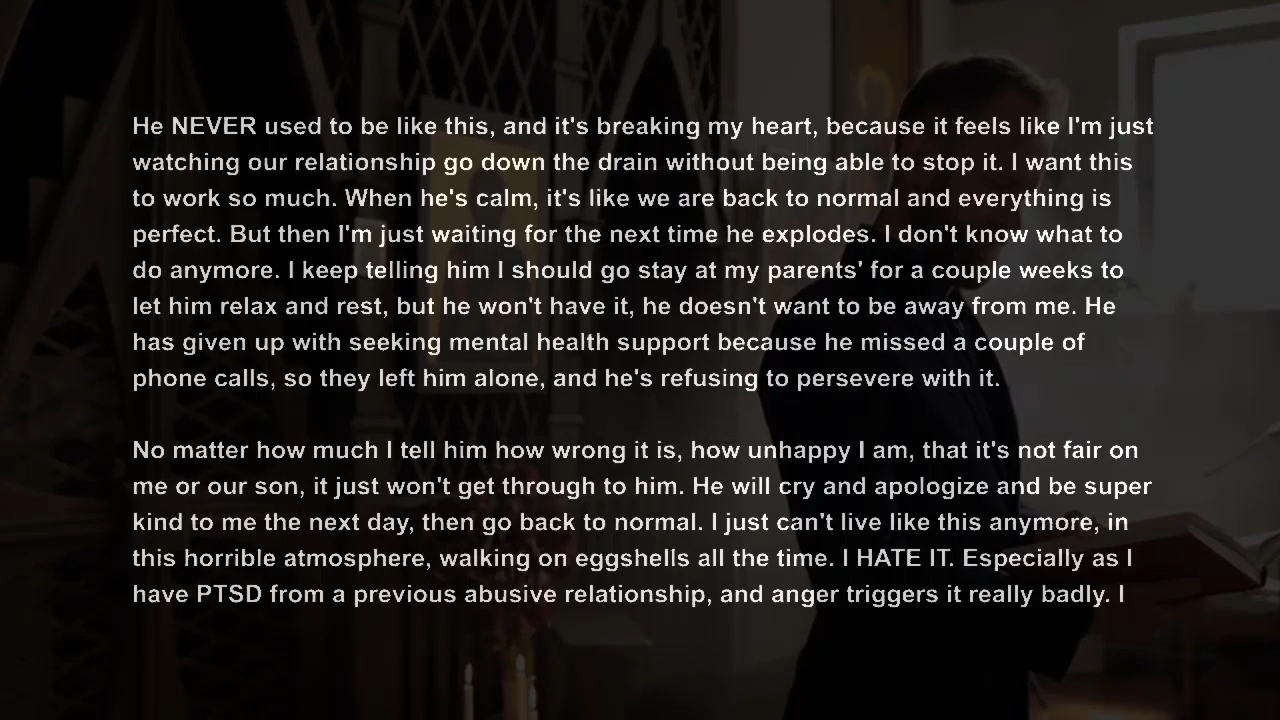 He NEVER used to be like this, and it's breaking my heart, because it feels like I'm just
watching our relationship go down the drain without being able to stop it. I want this
to work so much. When he's calm, it's like we are back to normal and everything is
perfect. But then I'm just waiting for the next time he explodes. I don't know what to
do anymore. I keep telling him I should go stay at my parents' for a couple weeks to
let him relax and rest, but he won't have it, he doesn't want to be away from me. He
has given up with seeking mental health support because he missed a couple of
phone calls, so they left him alone, and he's refusing to persevere with it.
No matter how much I tell him how wrong it is, how unhappy I am, that it's not fair on
me or our son, it just won't get through to him. He will cry and apologize and be super
kind to me the next day, then go back to normal. I just can't live like this anymore, in
this horrible atmosphere, walking on eggshells all the time. I HATE IT. Especially as I
have PTSD from a previous abusive relationship, and anger triggers it really badly. I